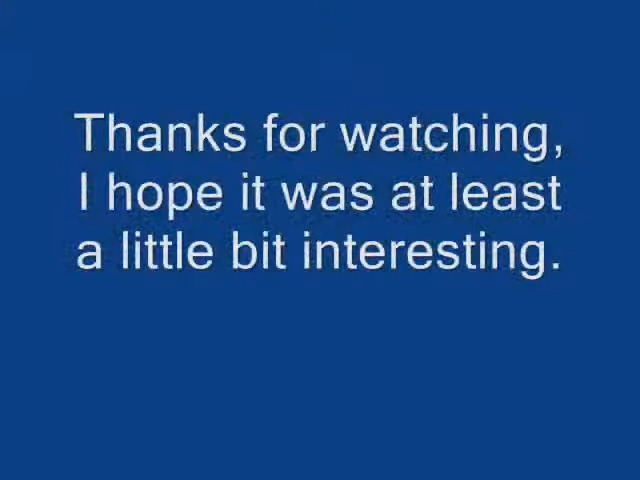 Thanks for watching,
I hope it was at least
a little bit interesting.